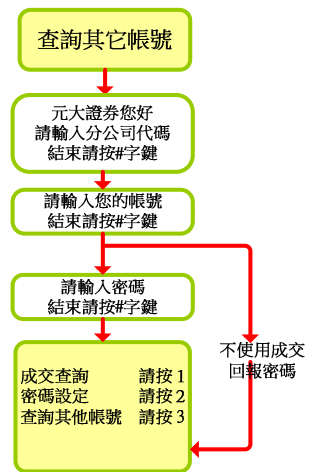 查詢其它帳號
元大證券您好
請輸入分公司代碼
結束請按#字鍵
請輸入您的帳號
結束請按#字鍵
請輸入密碼
結束請按#字鍵
不使用成交
回報密碼
成交查詢 請按1
密碼設定 請按2
查詢其他帳號 請按3